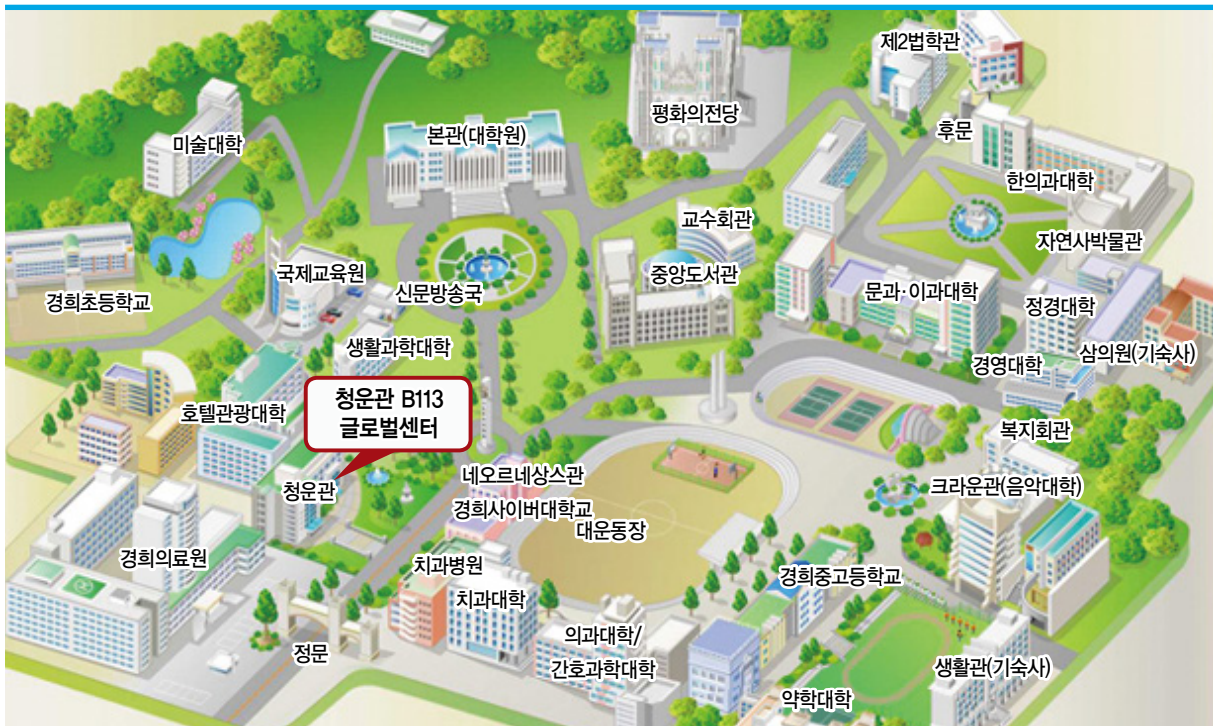 제2법학관
평화의전당
후문
본관(대학원)
미술대학
한의과대학
교수회관
자연사박물관
국제교육원
중앙도서관
문과·이과대학
신문방송국
경희초등학교
정경대학
생활과학대학
삼의원(기숙사)
경영대학
청운관 B113
글로벌센터
호텔관광대학
복지회관
네오르네상스관
청운관
크라운관(음악대학)
경희사이버대학교
대운동장
경희의료원
치과병원
경희중고등학교
치과대학
의과대학/
간호과학대학
정문
생활관(기숙사)
약학대학